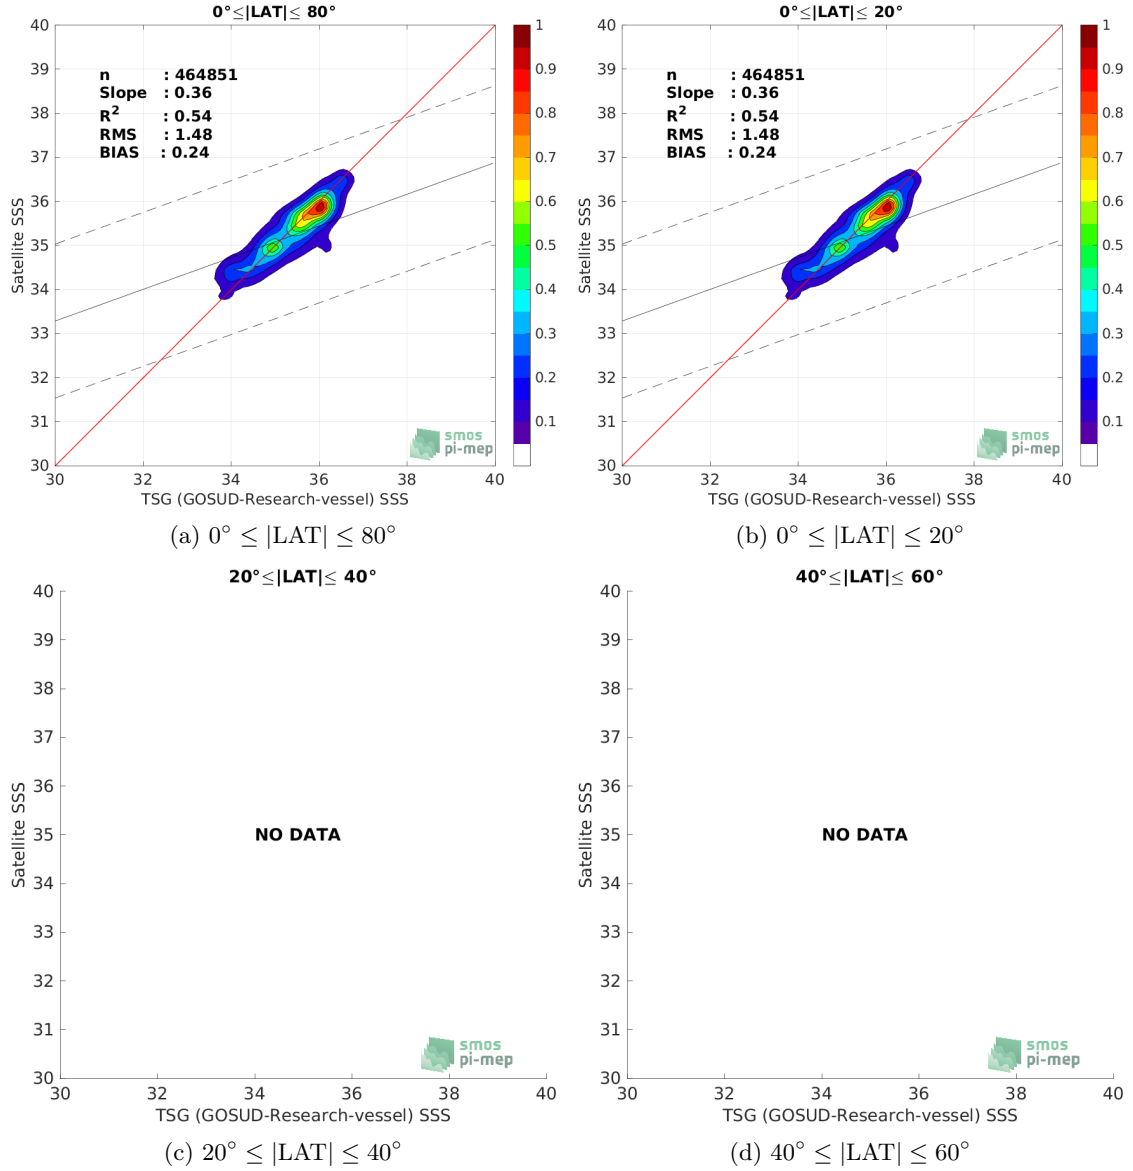 0°≤|LAT|≤ 80°
0°≤|LAT|≤ 20°
40
39
38
37
36
35
34
33
32
31
30
Satellite SSS
n : 464851
Slope : 0.36
R² : 0.54
RMS : 1.48
BIAS : 0.24
smos
pi-mep
30 32 34 36 38 40
TSG (GOSUD-Research-vessel) SSS
1
0.9
0.8
0.7
0.6
0.5
0.4
0.3
0.2
0.1
40
39
38
37
36
35
34
33
32
31
30
Satellite SSS
n : 464851
Slope : 0.36
R² : 0.54
RMS : 1.48
BIAS : 0.24
smos
pi-mep
30 32 34 36 38 40
TSG (GOSUD-Research-vessel) SSS
1
0.9
0.8
0.7
0.6
0.5
0.4
0.3
0.2
0.1
(a) 0° ≤ |LAT| ≤ 80°
(b) 0° ≤ |LAT| ≤ 20°
20°≤|LAT|≤ 40°
40
39
38
37
36
35
34
33
32
31
30
Satellite SSS
NO DATA
smos
pi-mep
30 32 34 36 38 40
TSG (GOSUD-Research-vessel) SSS
40°≤|LAT|≤ 60°
40
39
38
37
36
35
34
33
32
31
30
Satellite SSS
NO DATA
smos
pi-mep
30 32 34 36 38 40
TSG (GOSUD-Research-vessel) SSS
(c) 20° ≤ |LAT| ≤ 40°
(d) 40° ≤ |LAT| ≤ 60°